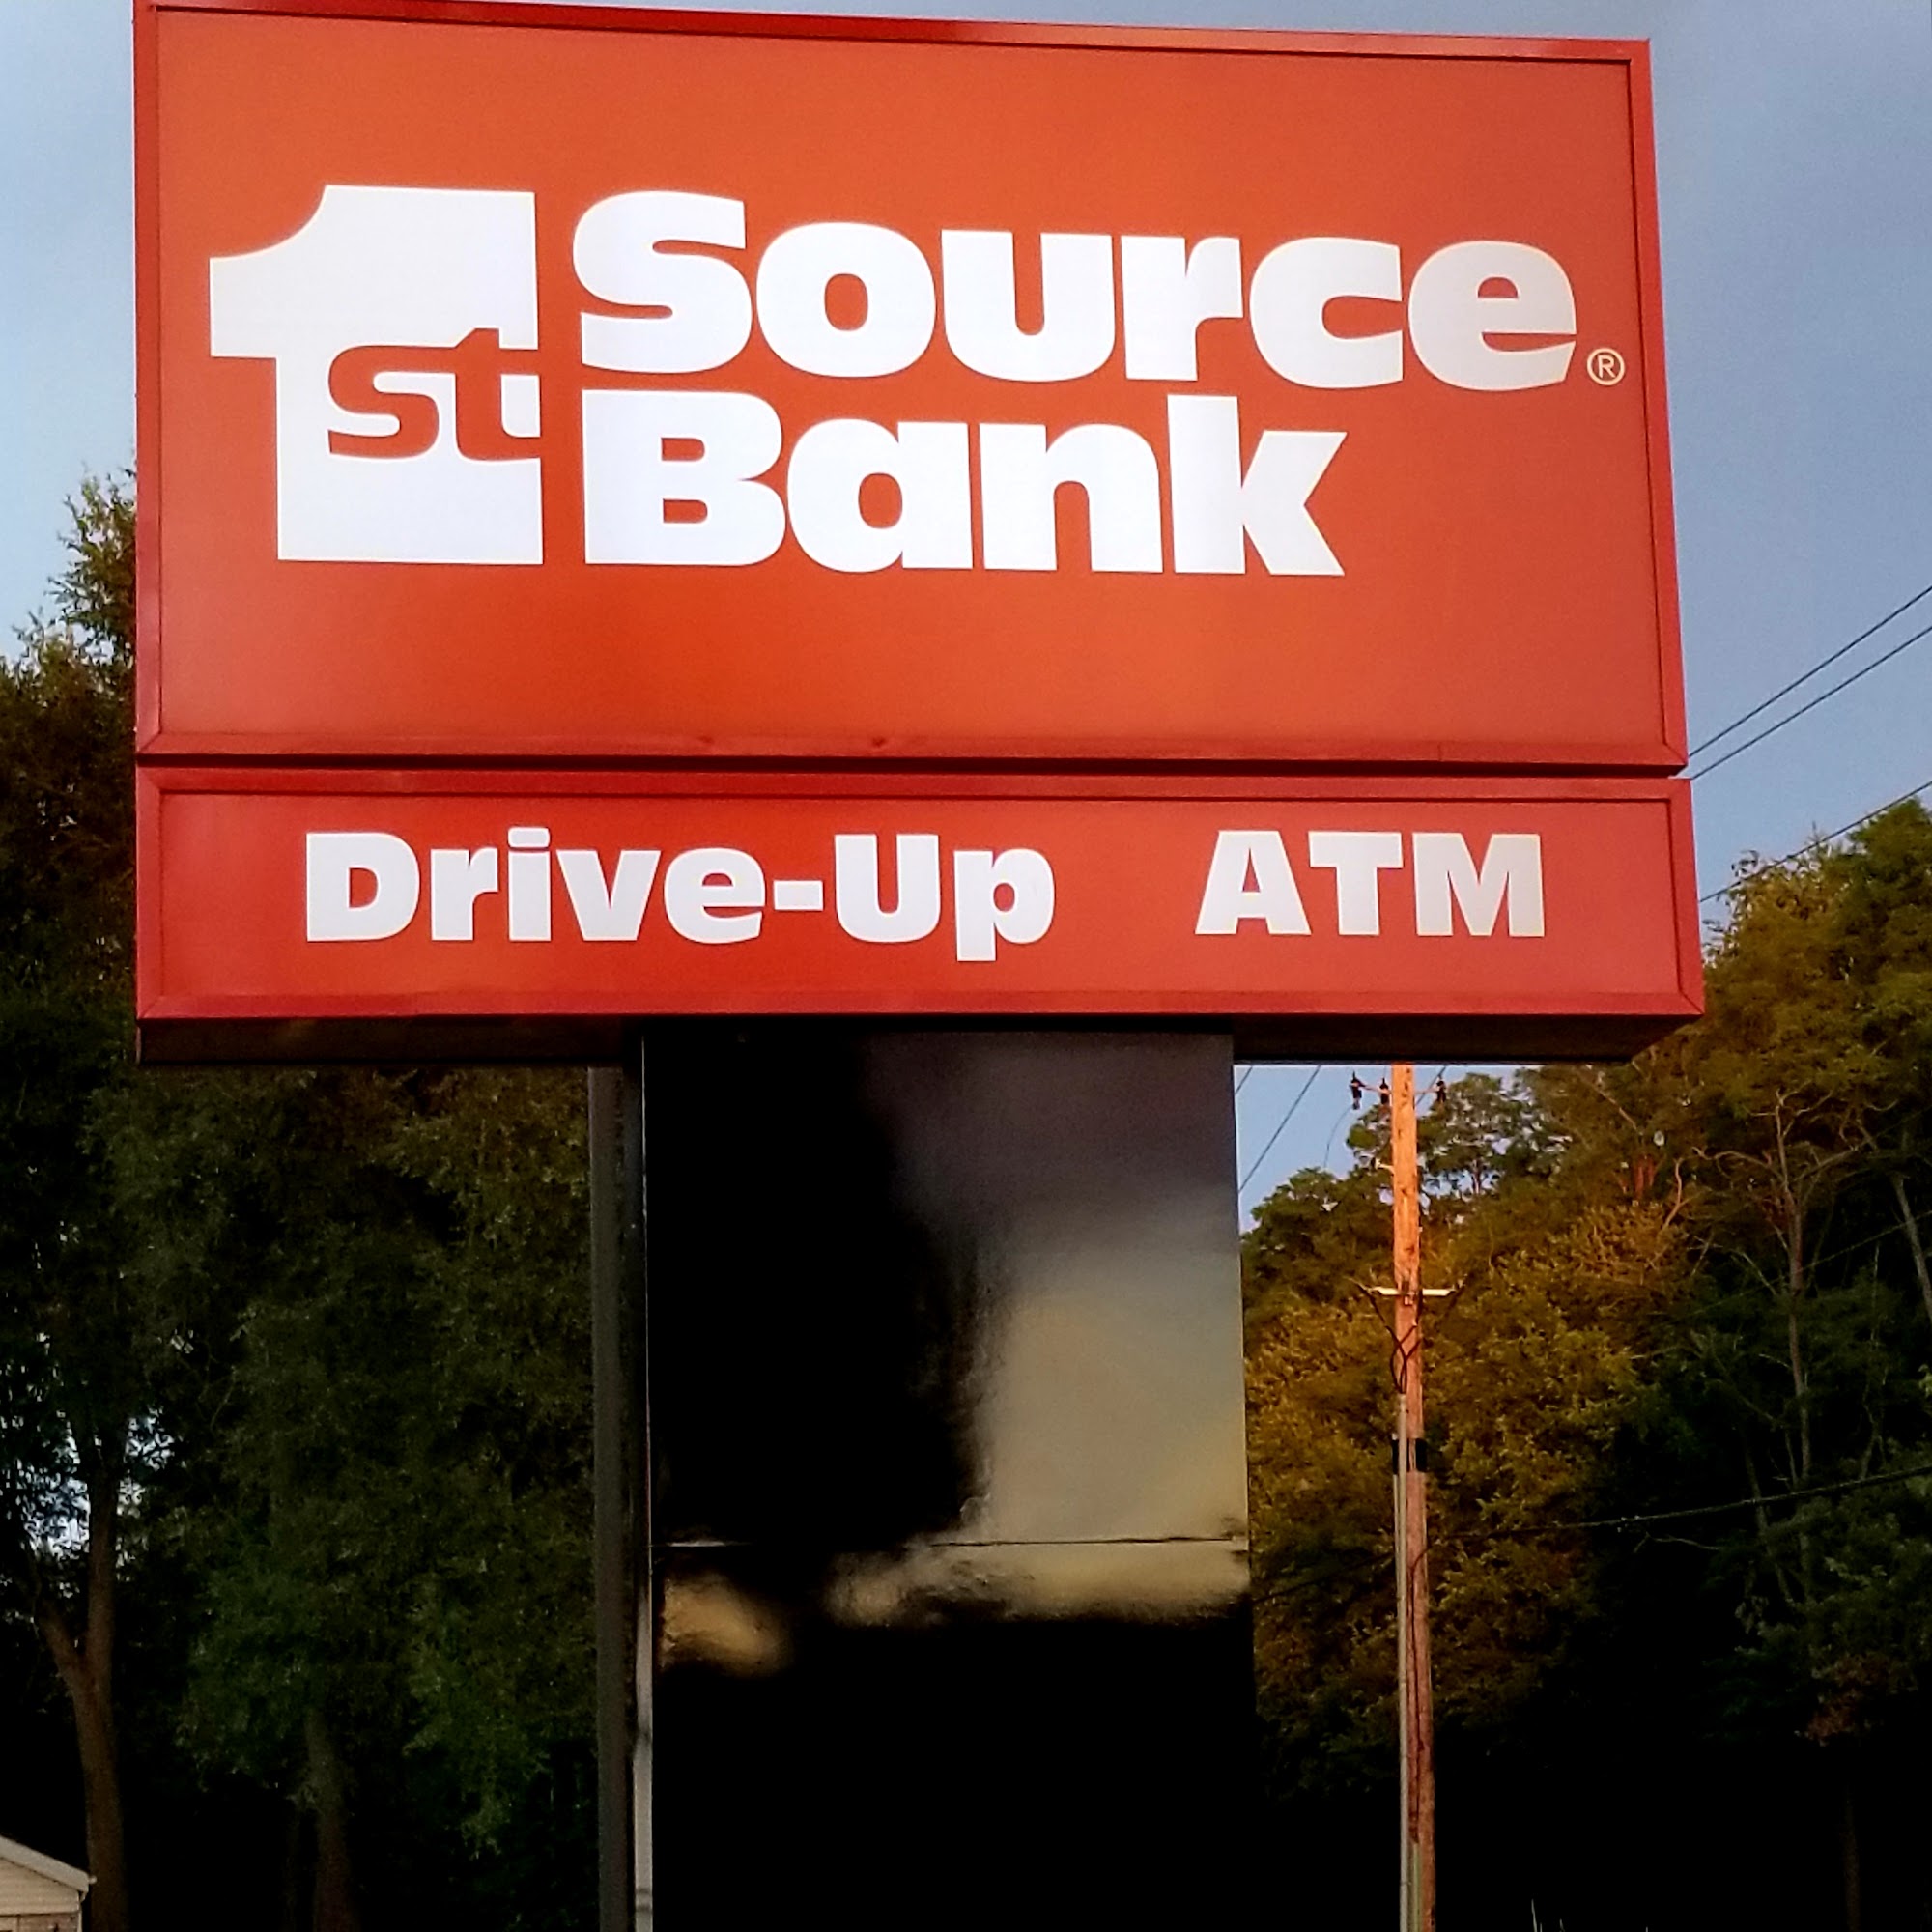 1st Source
Bank ®
Drive-Up ATM